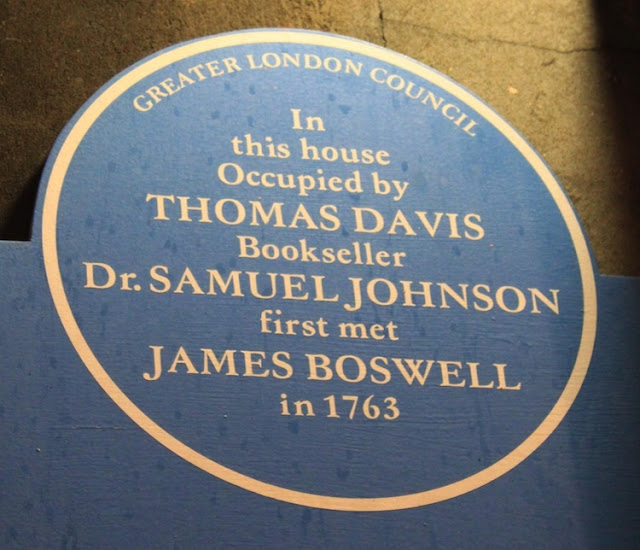 GREATER LONDON COUNCIL
In
this house
Occupied by
THOMAS DAVIS
Bookseller
Dr. SAMUEL JOHNSON
first met
JAMES BOSWELL
in 1763